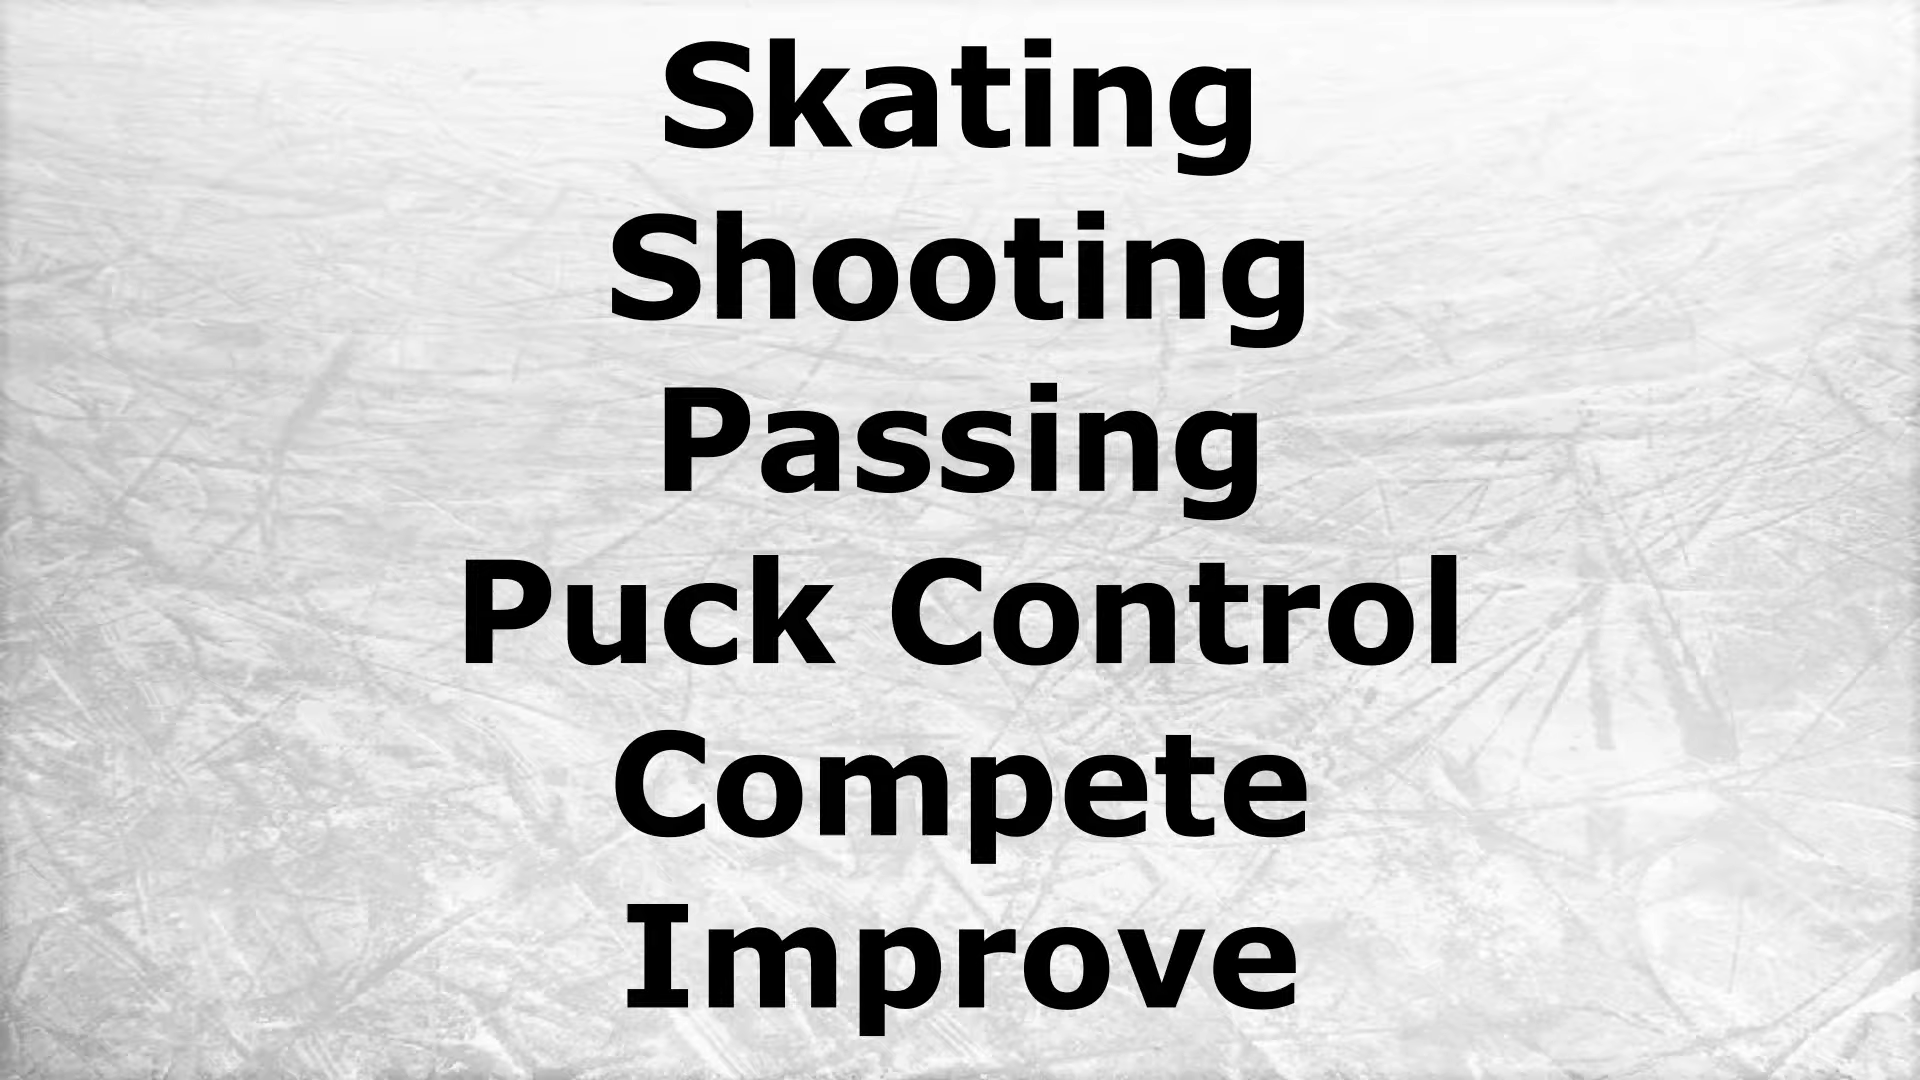 Skating
Shooting
Passing
Puck Control
Compete
Improve